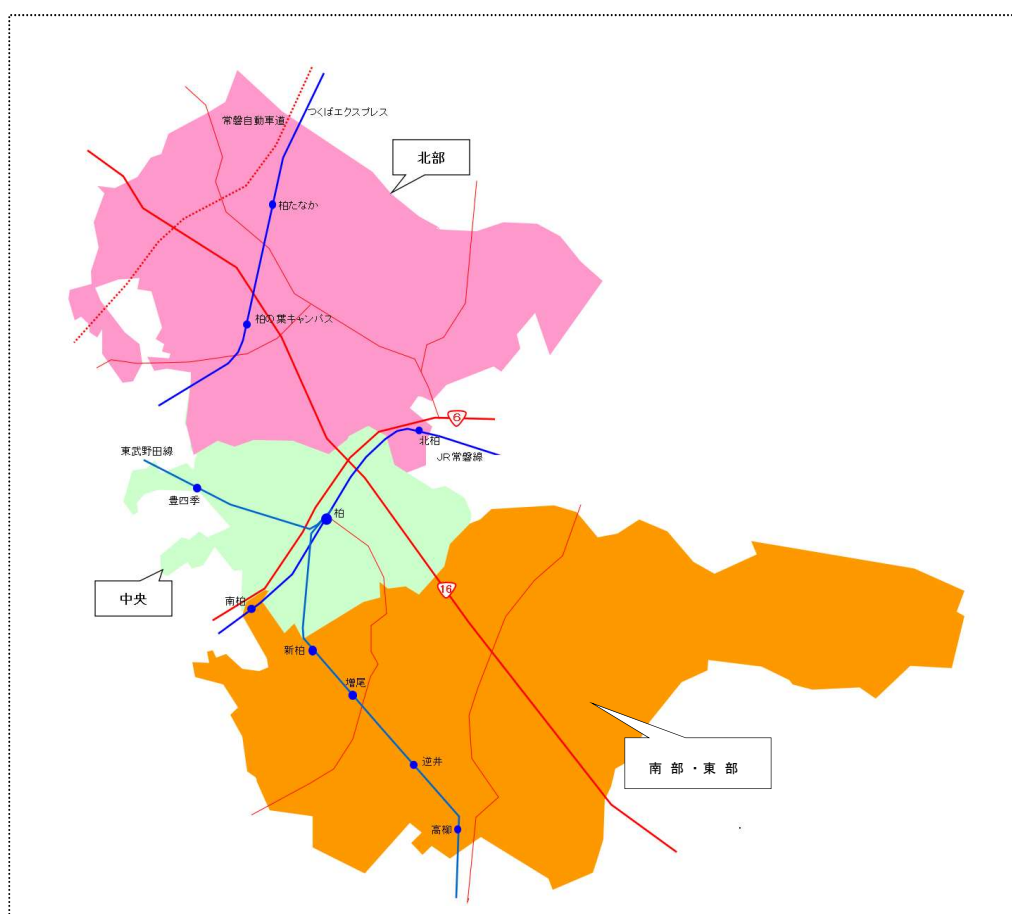 つくばエクスプレス
常磐自動車道
北部
柏たなか
柏の葉キャンパス
6
北柏
JR常磐線
東武野田線
豊四季
柏
中央
南柏
16
新柏
増尾
逆井
南 部 ・ 東 部
高柳